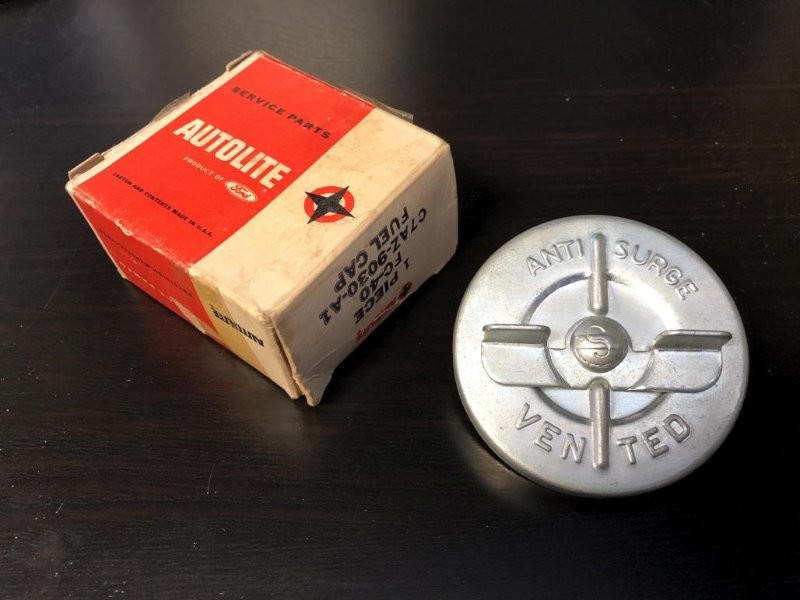 SERVICE PARTS
AUTOLITE
PRODUCT OF Ford
CARTON AND CONTENTS MADE IN U.S.A.
1 PIECE
FC-40
C7AZ-9030-A1
FUEL CAP
AUTOLITE
ANTI SURGE
S
VENTED